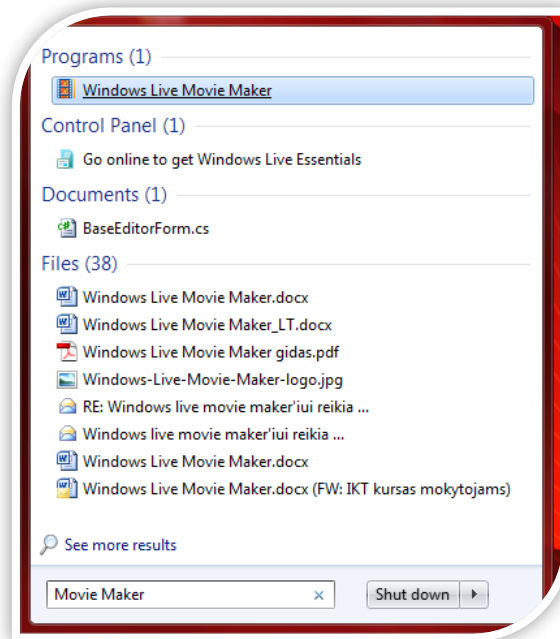 Programs (1)
Windows Live Movie Maker
Control Panel (1)
Go online to get Windows Live Essentials
Documents (1)
BaseEditorForm.cs
Files (38)
Windows Live Movie Maker.docx
Windows Live Movie Maker_LT.docx
Windows Live Movie Maker gidas.pdf
Windows-Live-Movie-Maker-logo.jpg
RE: Windows live movie maker'iui reikia ...
Windows live movie maker'iui reikia ...
Windows Live Movie Maker.docx
Windows Live Movie Maker.docx (FW: IKT kursas mokytojams)
See more results
Movie Maker × Shut down